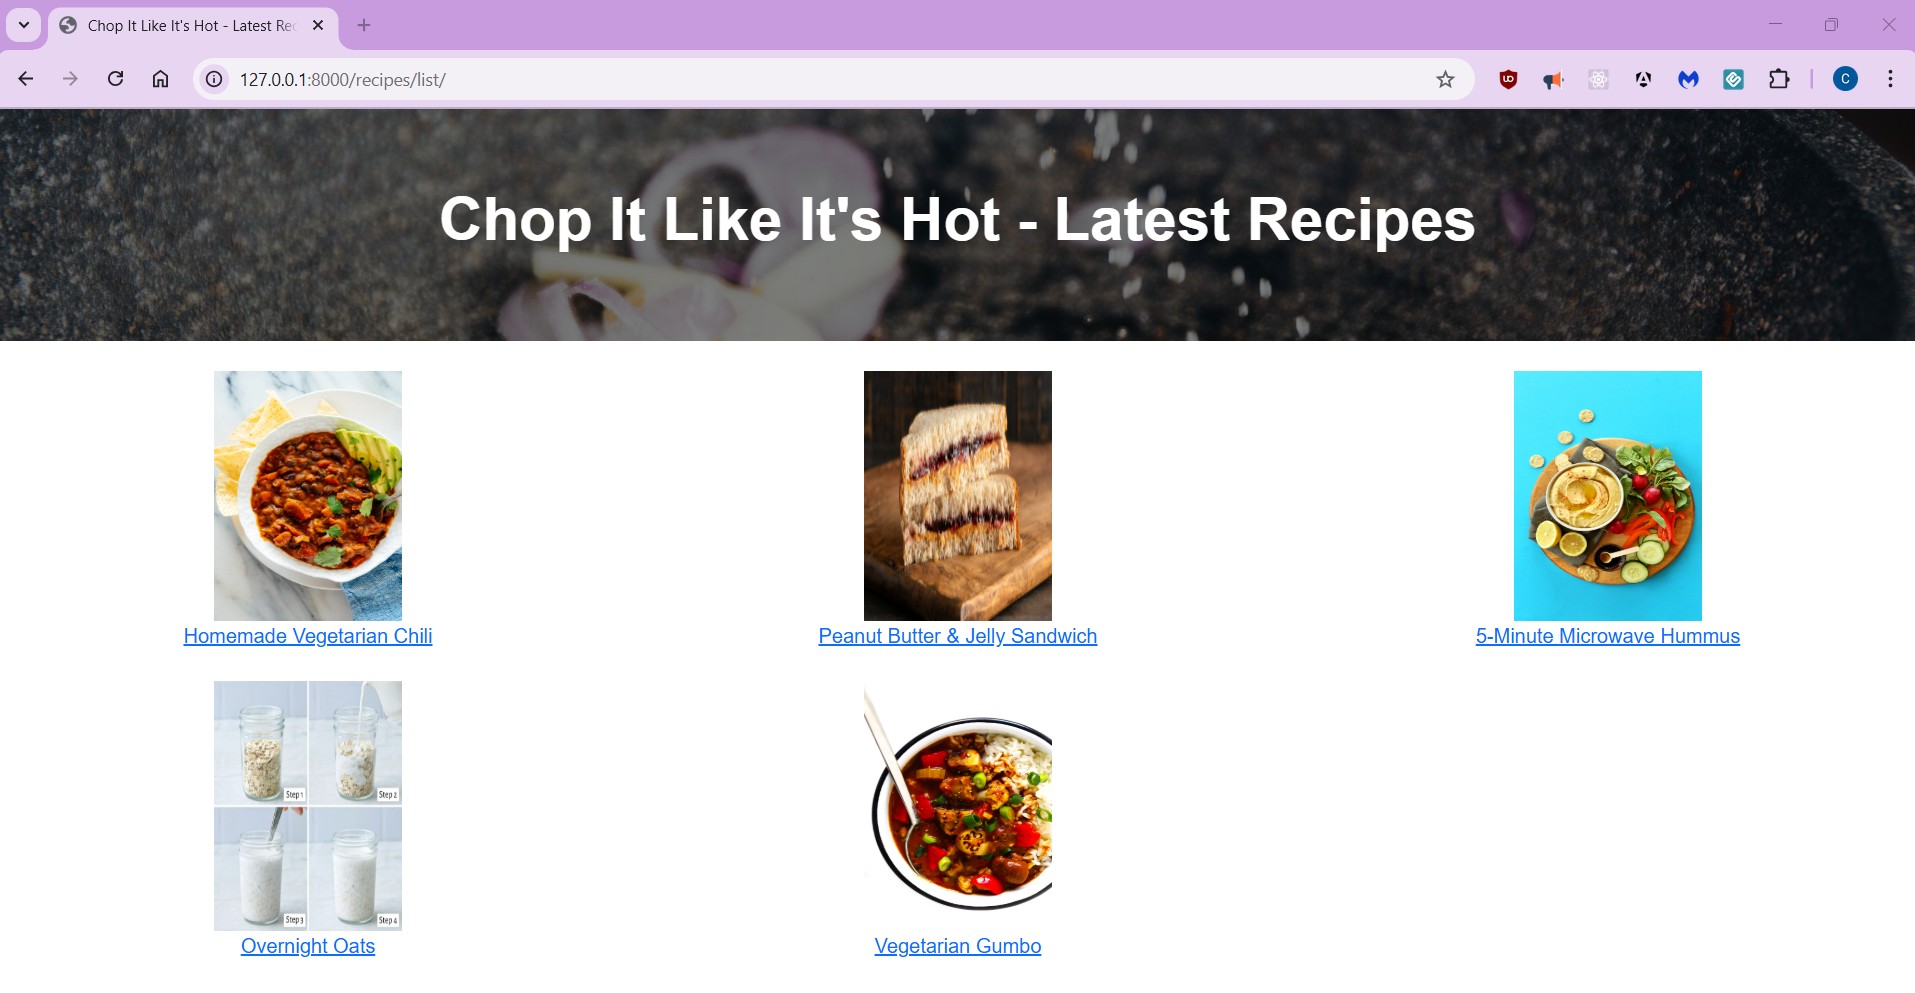 Chop It Like It's Hot - Latest Rec
127.0.0.1:8000/recipes/list/
C
Chop It Like It's Hot - Latest Recipes
Homemade Vegetarian Chili
Peanut Butter & Jelly Sandwich
5-Minute Microwave Hummus
Step 1
Step 2
Step 3
Step 4
Overnight Oats
Vegetarian Gumbo